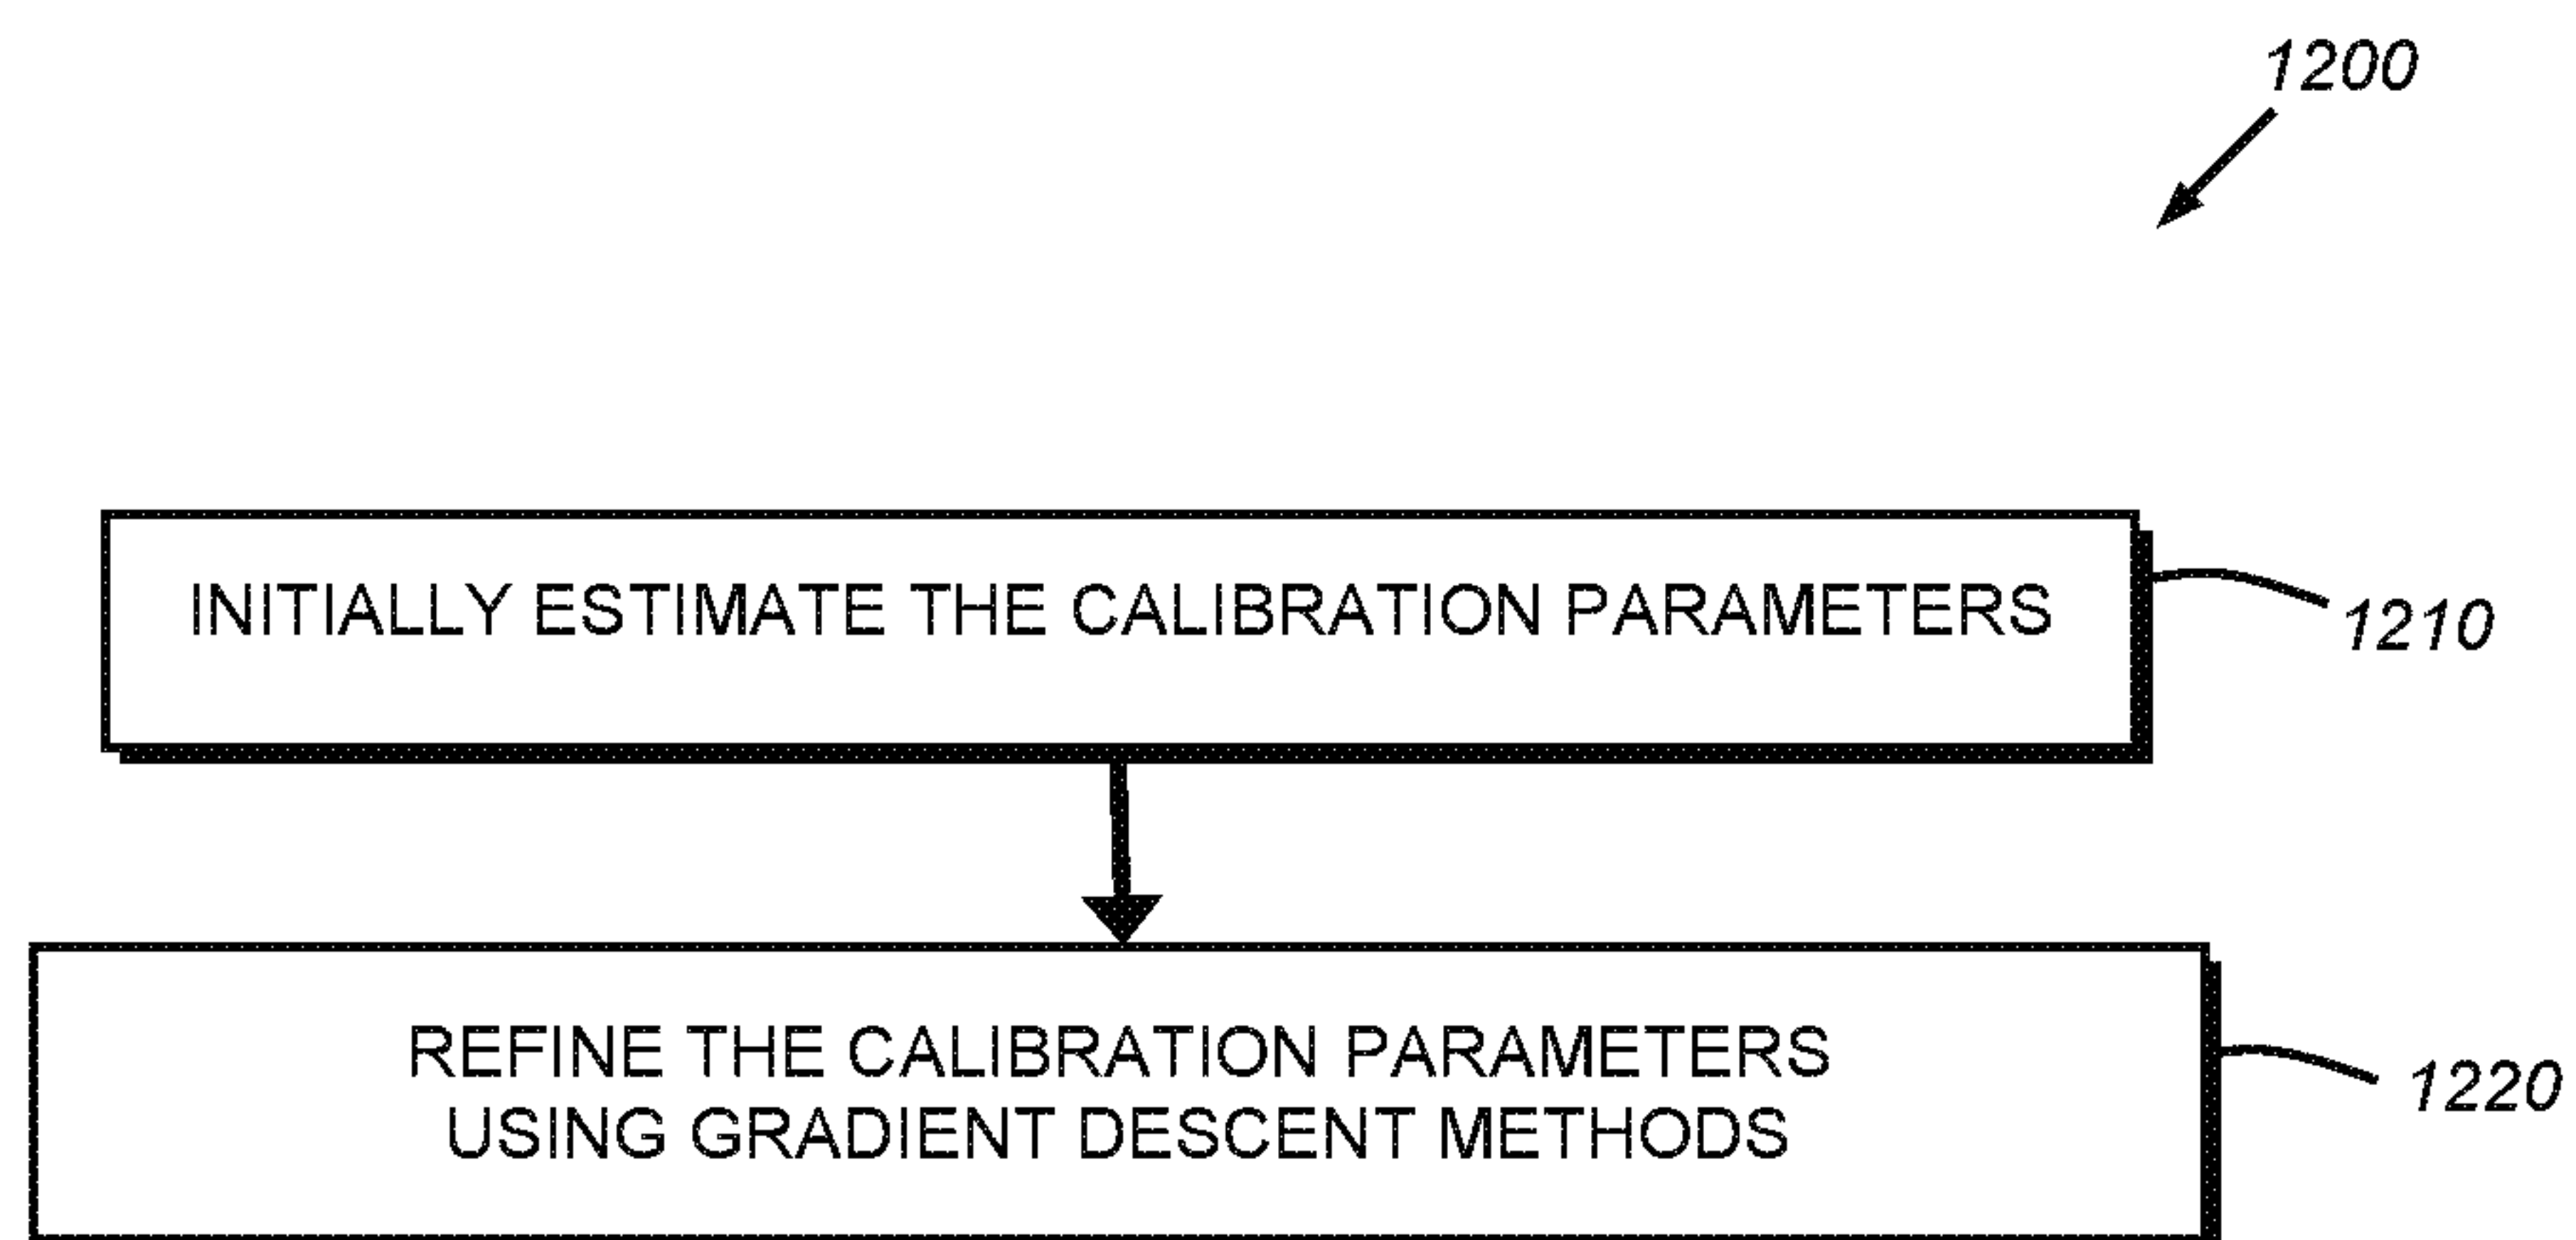 1200
INITIALLY ESTIMATE THE CALIBRATION PARAMETERS
1210
REFINE THE CALIBRATION PARAMETERS
USING GRADIENT DESCENT METHODS
1220